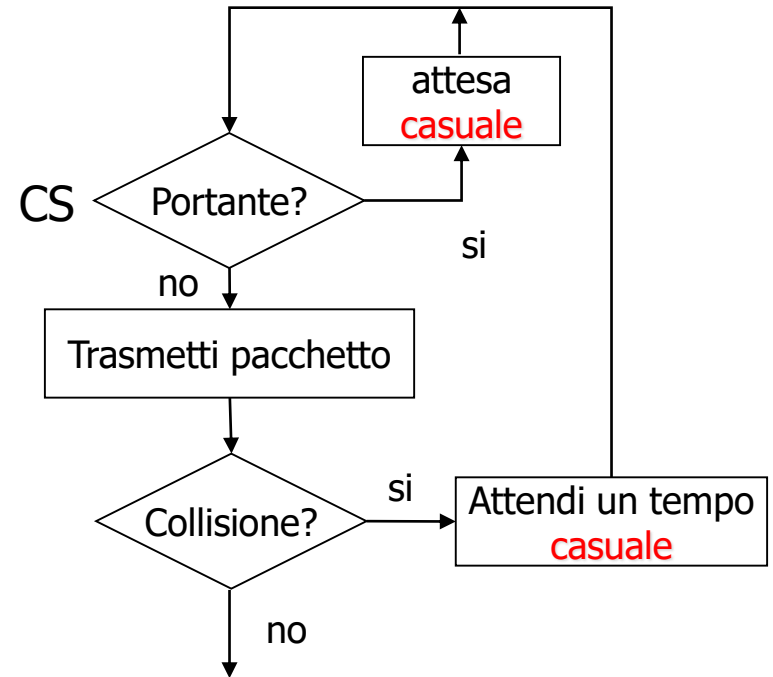 attesa
casuale
CS
Portante?
si
no
Trasmetti pacchetto
si
Collisione?
Attendi un tempo
casuale
no